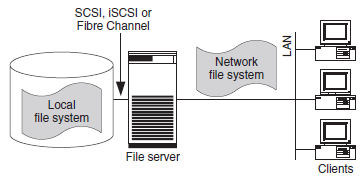 SCSI, iSCSI or
Fibre Channel
Local
file system
File server
Network
file system
LAN
Clients